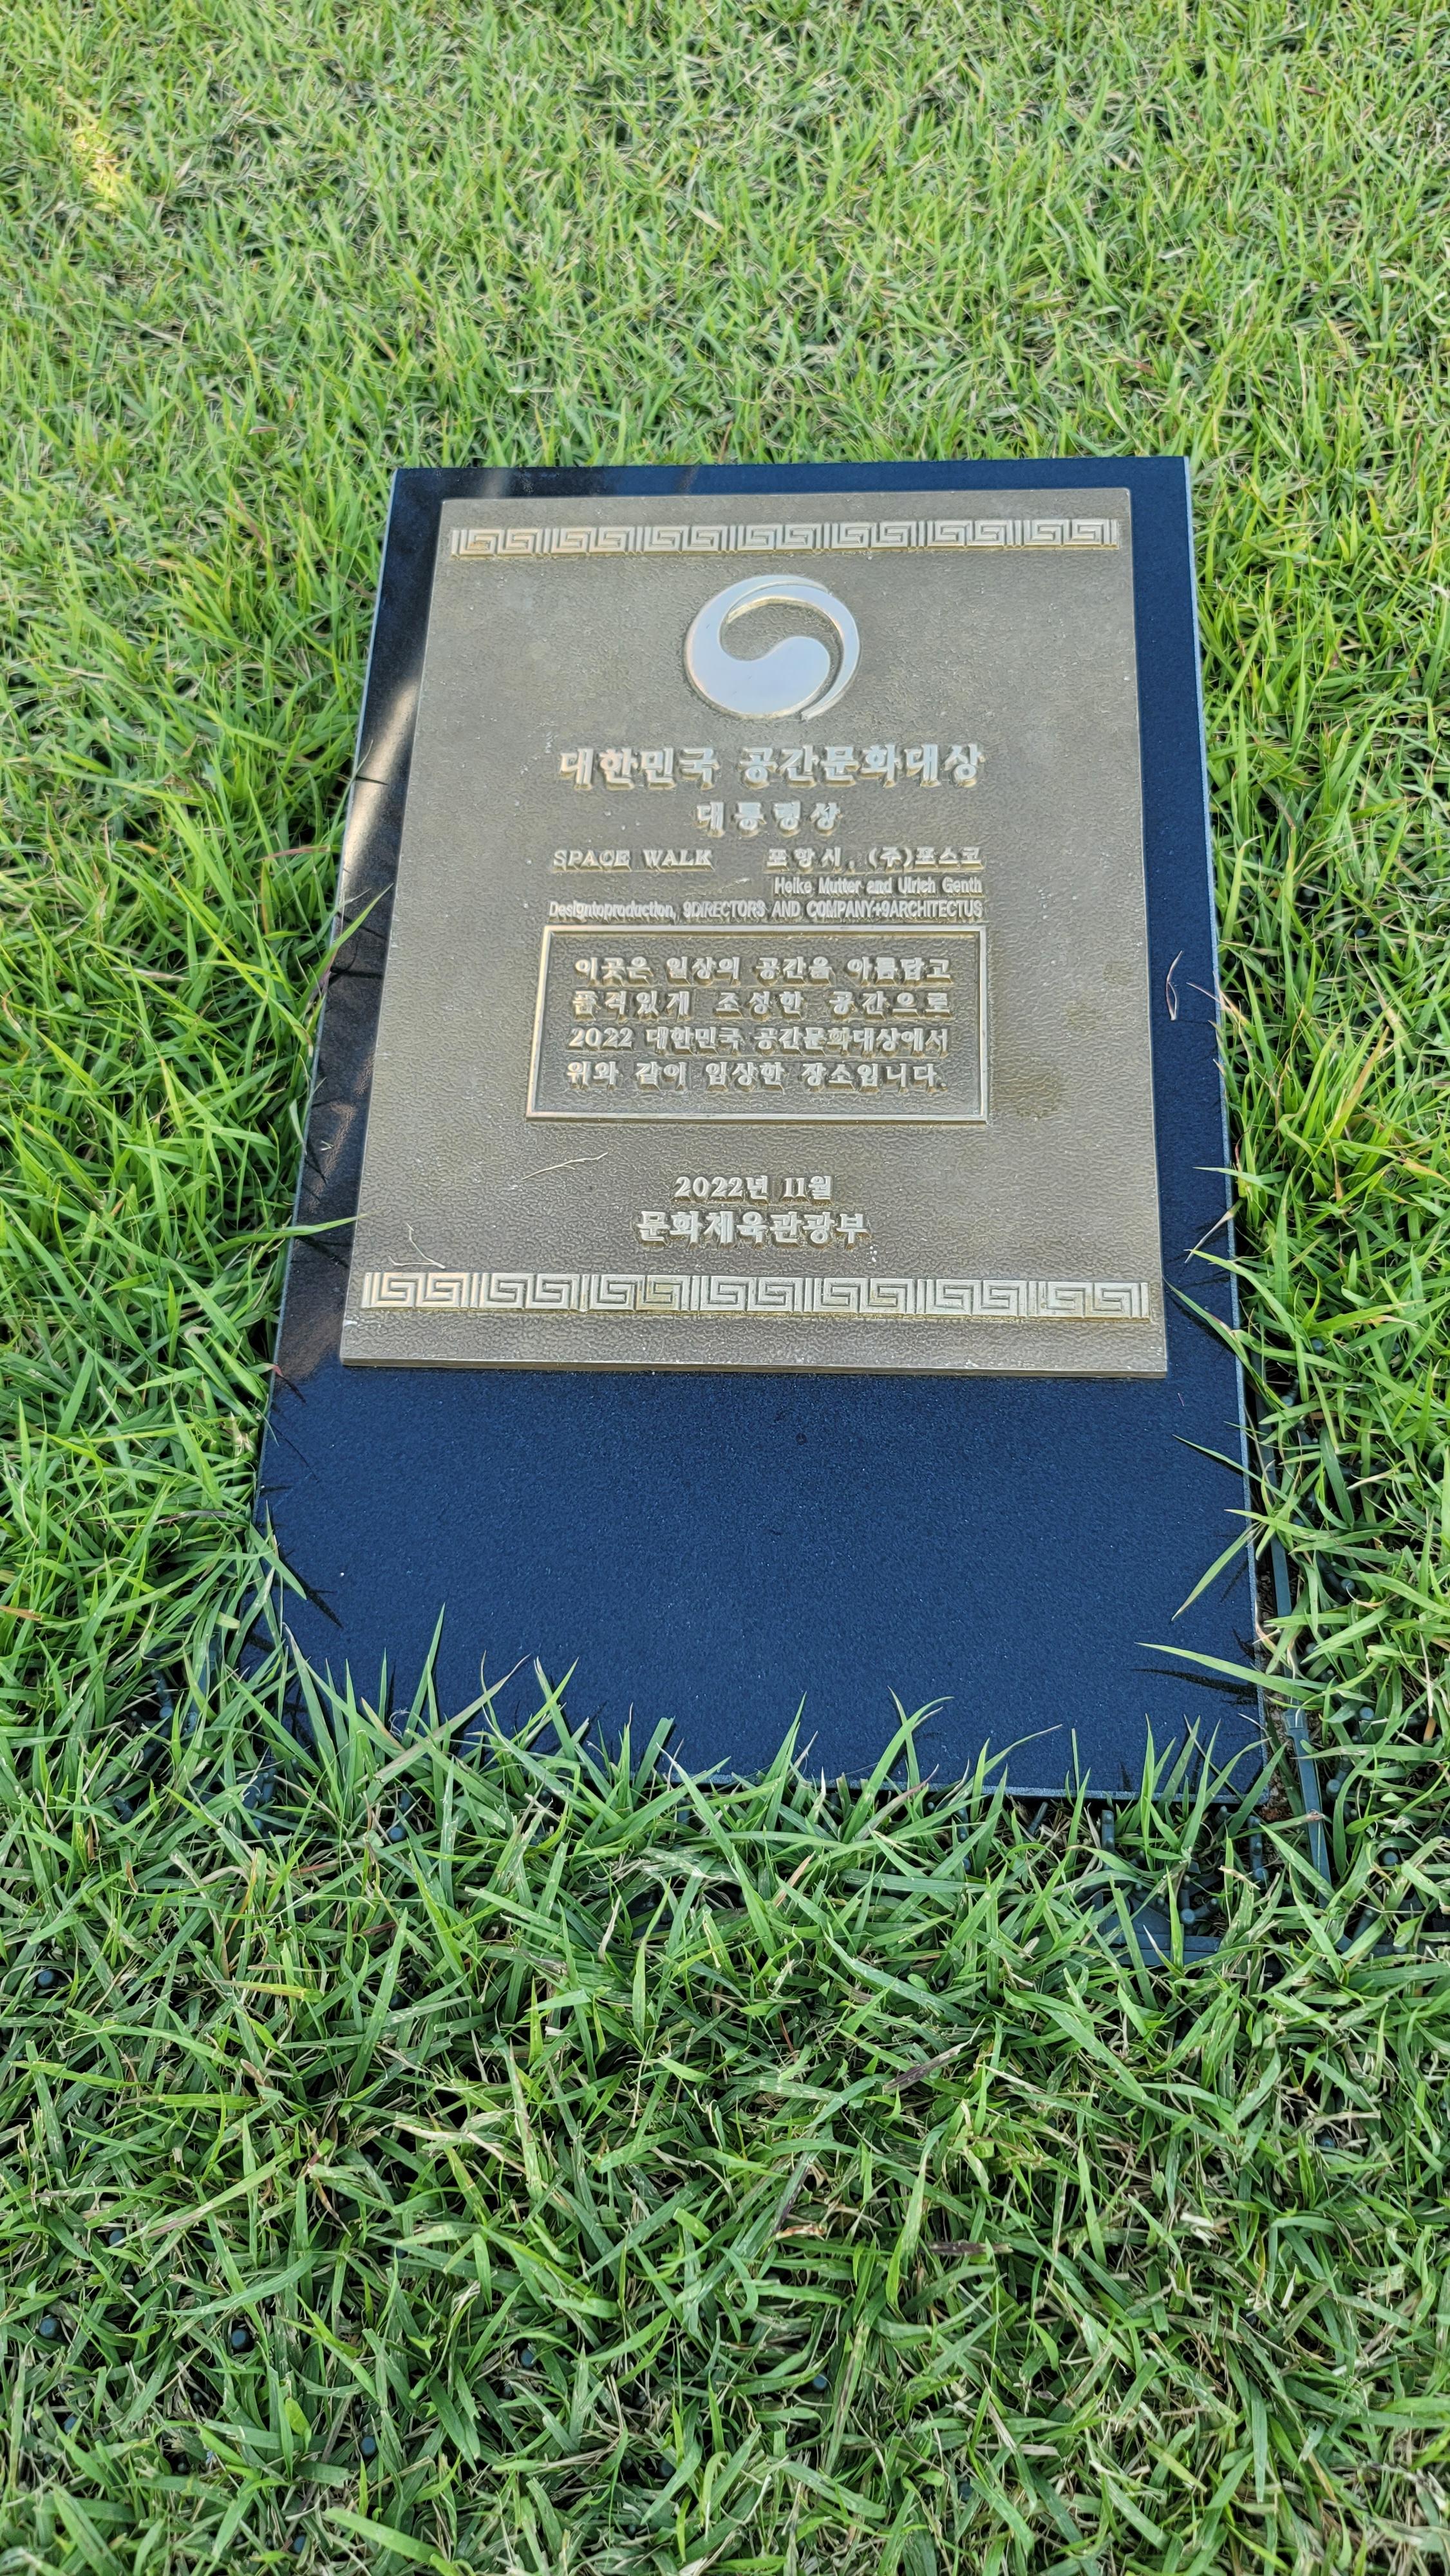 대한민국 공간문화대상
대통령상
SPACE WALK 포항시, (주)포스코
Heike Mutter and Ulrich Genth
Designtoproduction, 9DIRECTORS AND COMPANY+9ARCHITECTUS
이곳은 일상의 공간을 아름답고
품격있게 조성한 공간으로
2022 대한민국 공간문화대상에서
위와 같이 입상한 장소입니다.
2022년 11월
문화체육관광부